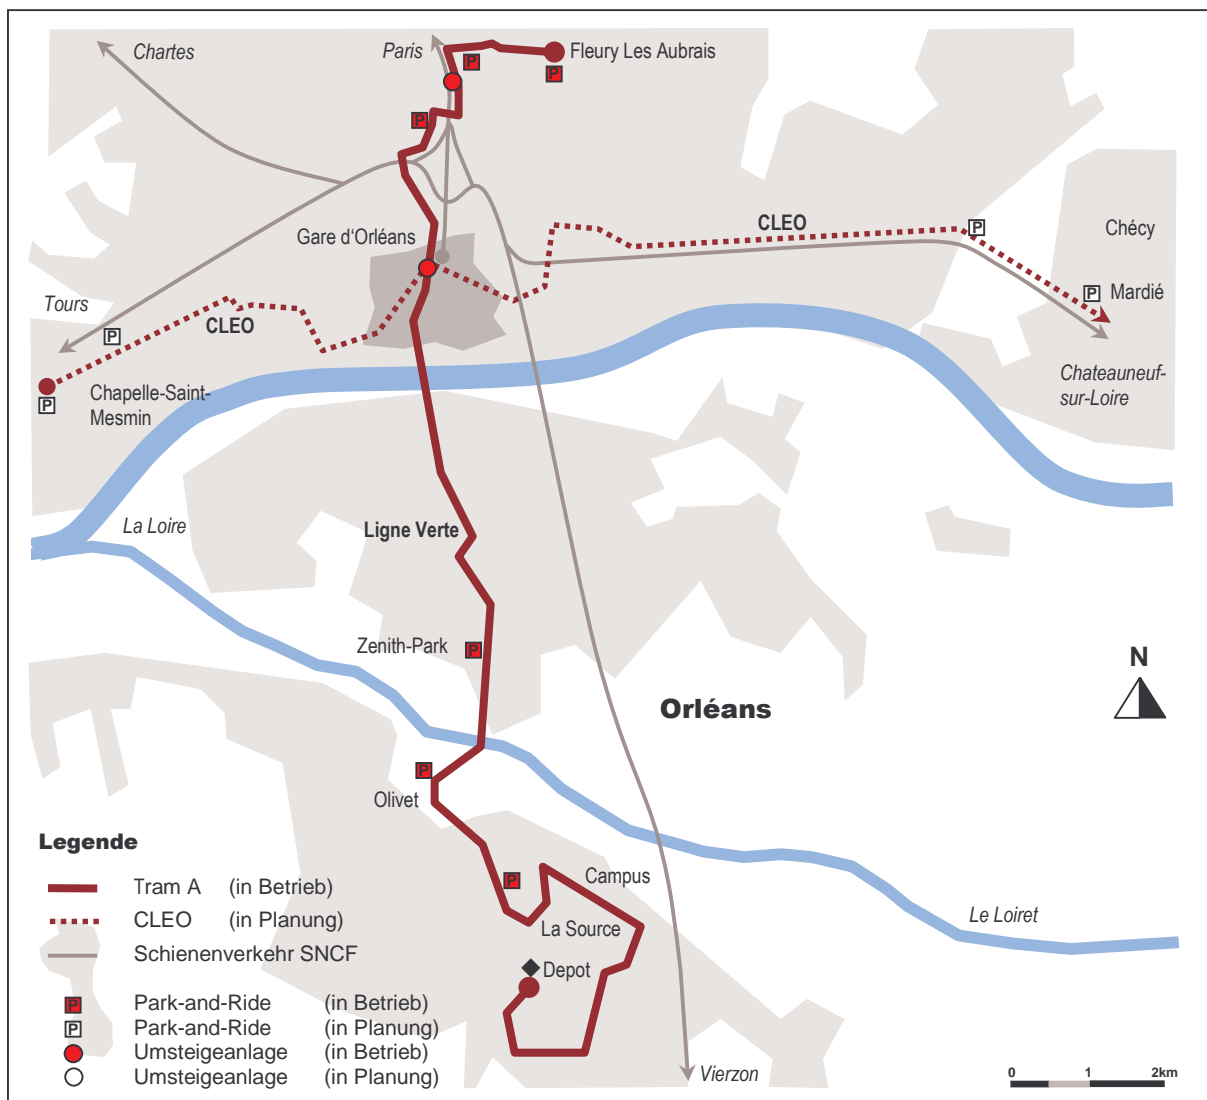 Chartes
Paris
Fleury Les Aubrais
P
P
P
Gare d'Orléans
CLEO
P
Chécy
Tours
P
Mardié
CLEO
P
P
Chapelle-Saint-
Mesmin
Chateauneuf-
sur-Loire
La Loire
Ligne Verte
Zenith-Park
P
N
Orléans
P
Olivet
Legende
P
Campus
Tram A (in Betrieb)
CLEO (in Planung)
Le Loiret
La Source
Schienenverkehr SNCF
Depot
P Park-and-Ride (in Betrieb)
P Park-and-Ride (in Planung)
Umsteigeanlage (in Betrieb)
Umsteigeanlage (in Planung)
Vierzon
0 1 2km